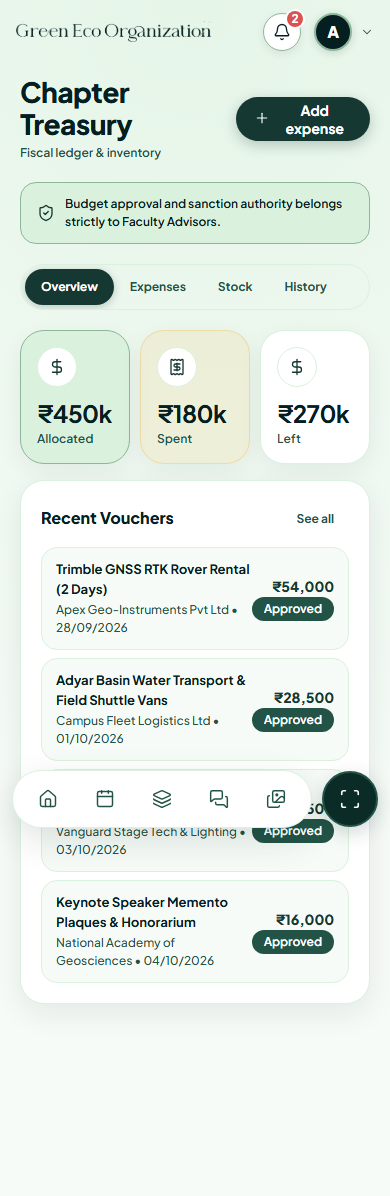 Green Eco Organization
2
A
Chapter
Treasury
Add
expense
Fiscal ledger & inventory
Budget approval and sanction authority belongs
strictly to Faculty Advisors.
Overview
Expenses
Stock
History
₹450k
Allocated
₹180k
Spent
₹270k
Left
Recent Vouchers
See all
Trimble GNSS RTK Rover Rental
(2 Days)
₹54,000
Apex Geo-Instruments Pvt Ltd •
28/09/2026
Approved
Adyar Basin Water Transport &
Field Shuttle Vans
₹28,500
Campus Fleet Logistics Ltd •
01/10/2026
Approved
Vanguard Stage Tech & Lighting •
03/10/2026
Approved
Keynote Speaker Memento
Plaques & Honorarium
₹16,000
National Academy of
Geosciences • 04/10/2026
Approved